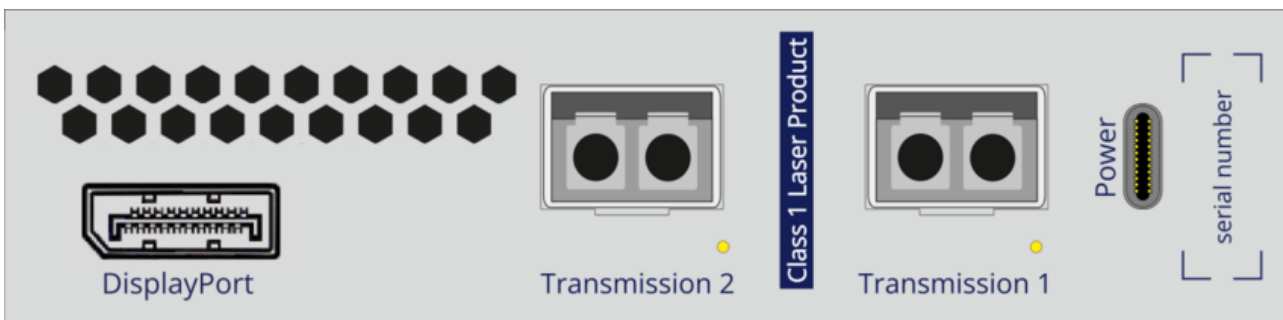 DisplayPort
Transmission 2
Class 1 Laser Product
Transmission 1
Power
serial number